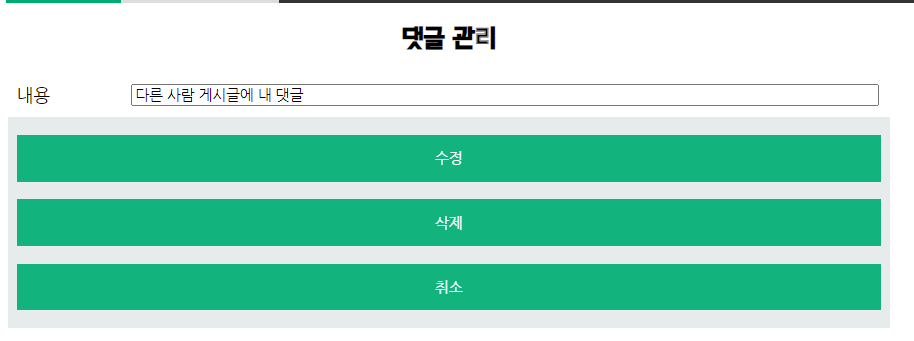 댓글 관리
내용 다른 사람 게시글에 내 댓글
수정
삭제
취소